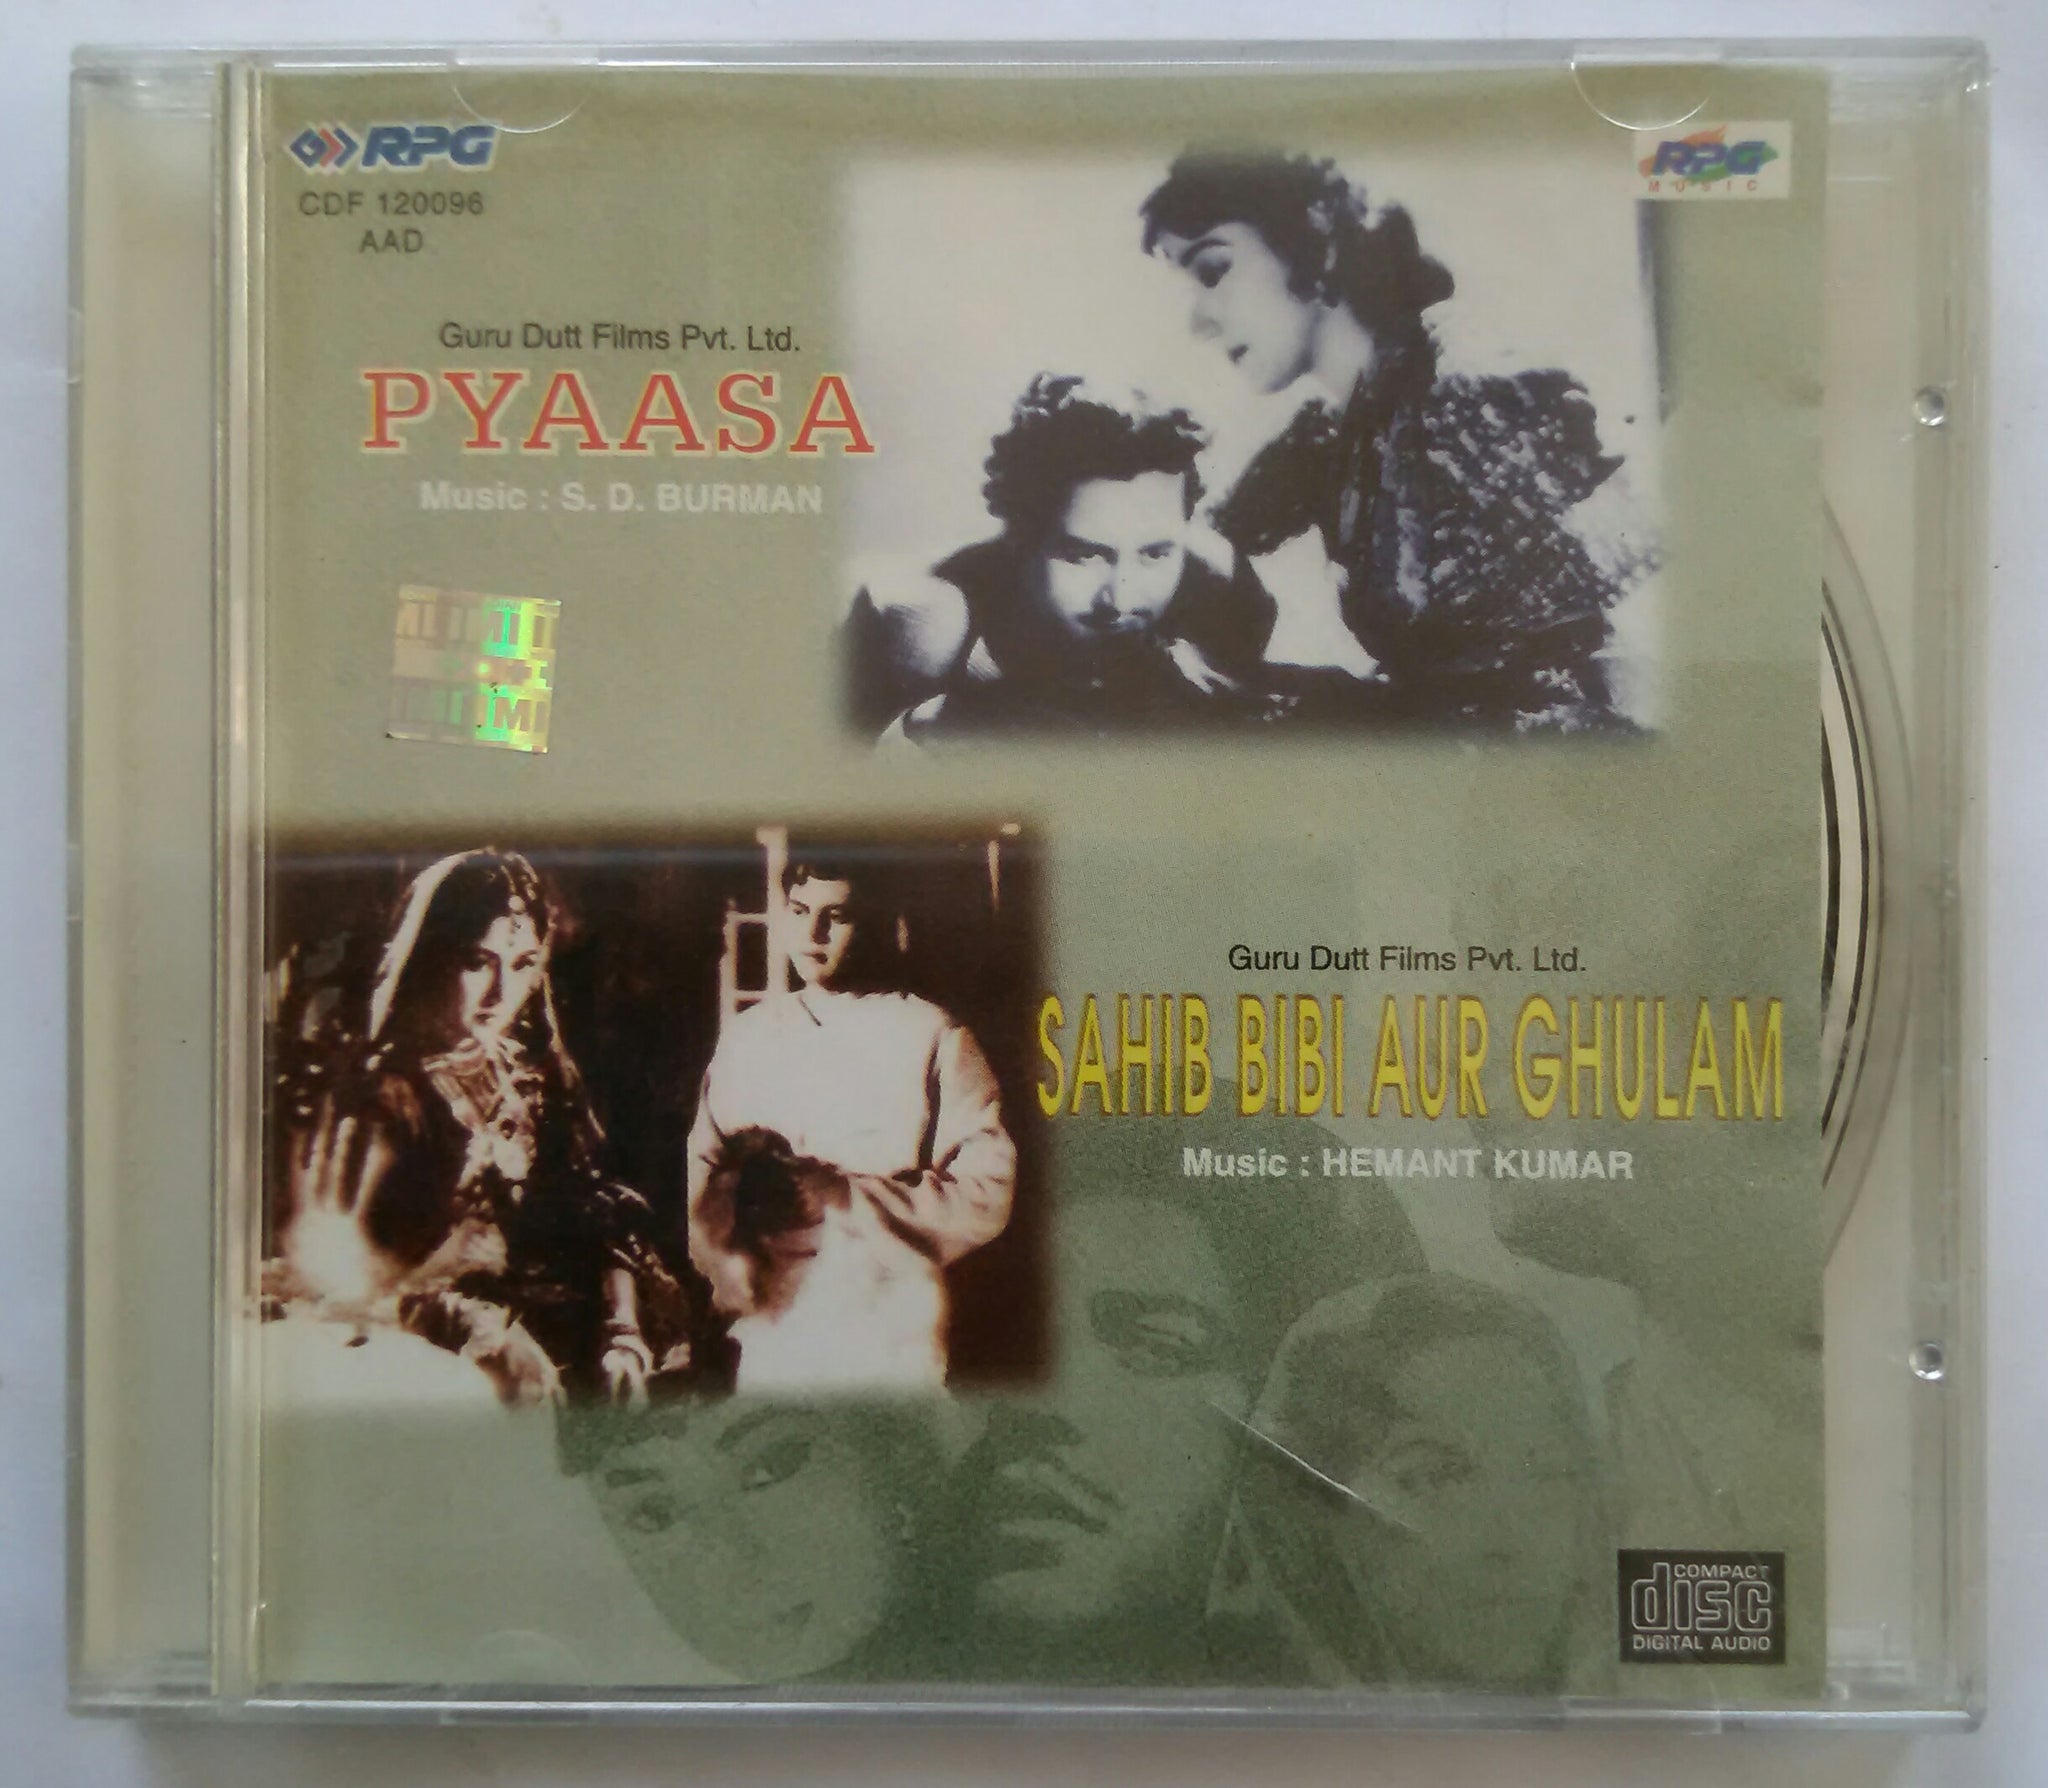 RPG
CDF 120096
AAD
RPG
MUSIC
Guru Dutt Films Pvt. Ltd.
PYAASA
Music : S. D. BURMAN
Guru Dutt Films Pvt. Ltd.
SAHIB BIBI AUR GHULAM
Music : HEMANT KUMAR
COMPACT
disc
DIGITAL AUDIO